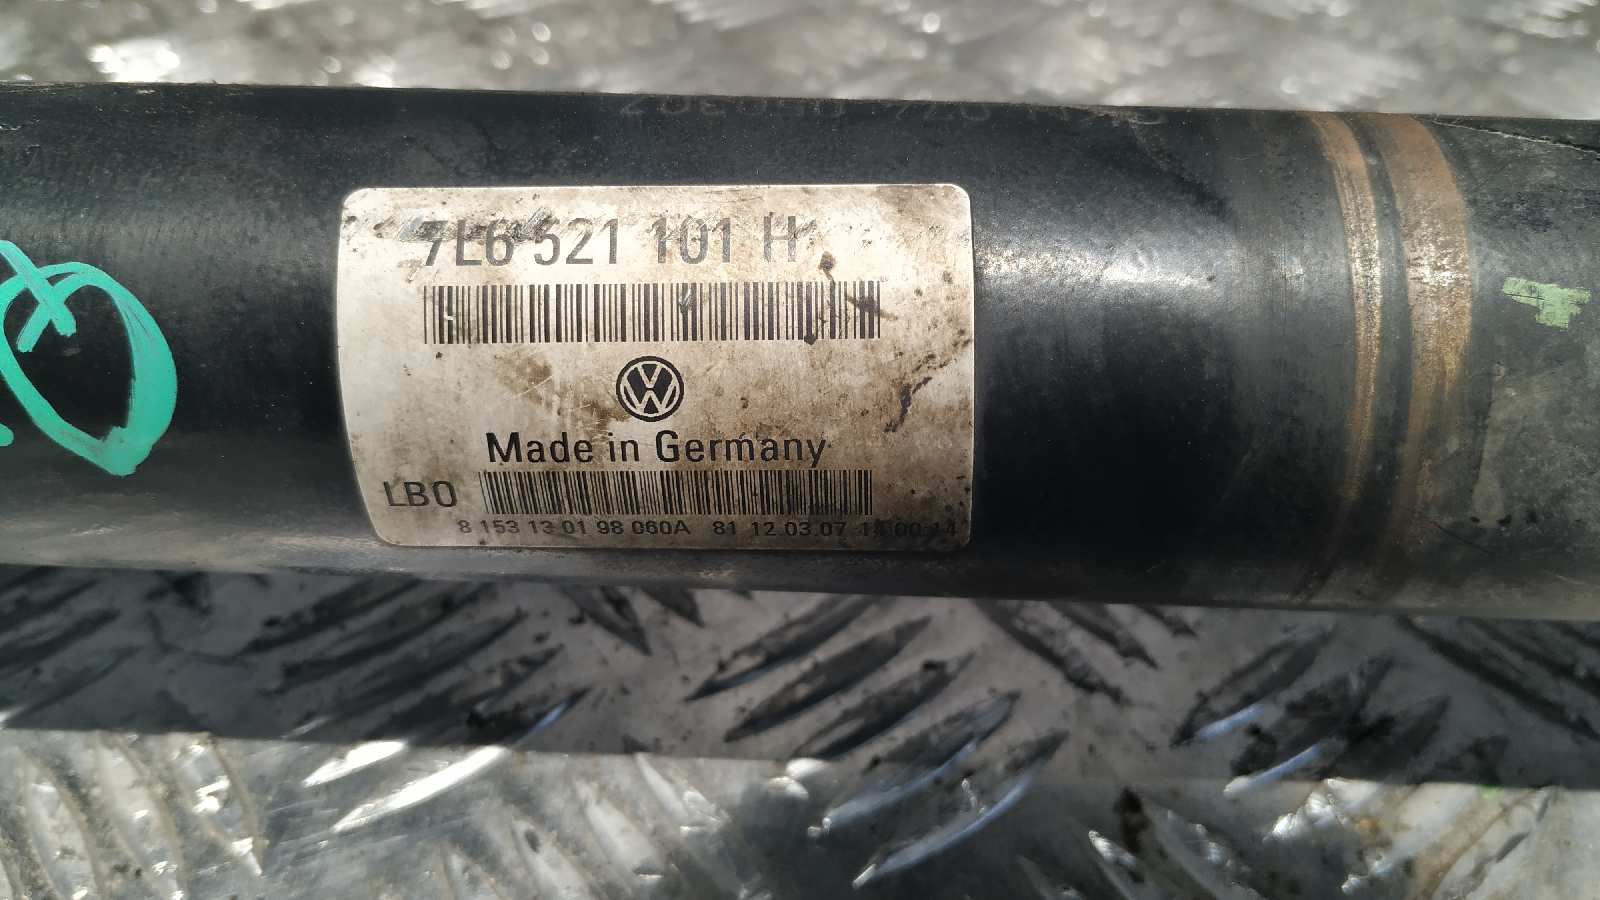 7L6 521 101 H
Made in Germany
LBO
8 153 13 01 98 060A 81 12.03.07 14:00:14